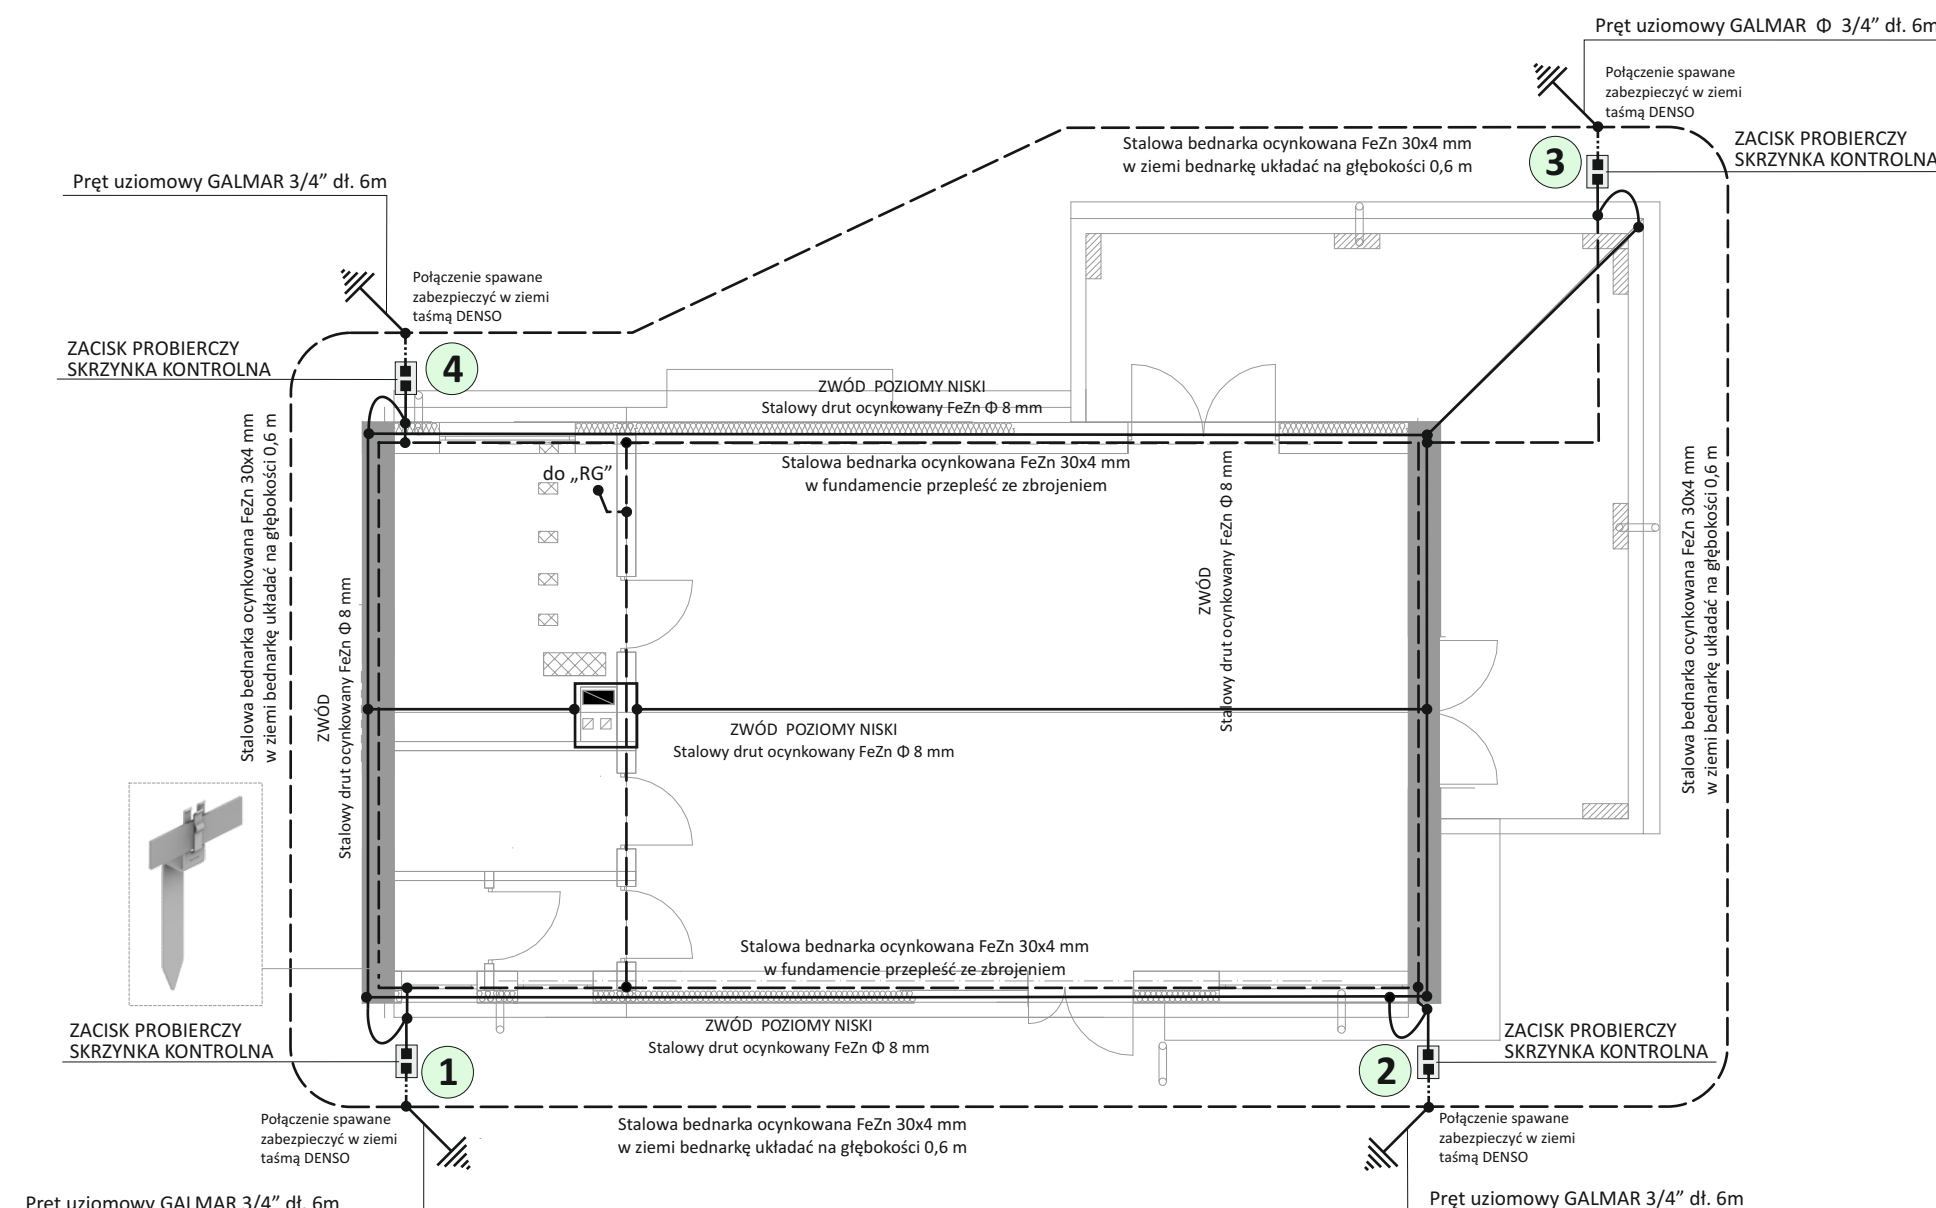 Pręt uziomowy GALMAR Φ 3/4” dł. 6m
Połączenie spawane
zabezpieczyć w ziemi
taśmą DENSO
ZACISK PROBIERCZY
SKRZYNKA KONTROLNA
3
Stalowa bednarka ocynkowana FeZn 30x4 mm
w ziemi bednarkę układać na głębokości 0,6 m
Pręt uziomowy GALMAR 3/4” dł. 6m
Połączenie spawane
zabezpieczyć w ziemi
taśmą DENSO
ZACISK PROBIERCZY
SKRZYNKA KONTROLNA
4
ZWÓD POZIOMY NISKI
Stalowy drut ocynkowany FeZn Φ 8 mm
Stalowa bednarka ocynkowana FeZn 30x4 mm
w fundamencie przepleść ze zbrojeniem
do „RG”
Stalowa bednarka ocynkowana FeZn 30x4 mm
w ziemi bednarkę układać na głębokości 0,6 m
ZWÓD
Stalowy drut ocynkowany FeZn Φ 8 mm
ZWÓD
Stalowy drut ocynkowany FeZn Φ 8 mm
Stalowa bednarka ocynkowana FeZn 30x4 mm
w ziemi bednarkę układać na głębokości 0,6 m
ZWÓD POZIOMY NISKI
Stalowy drut ocynkowany FeZn Φ 8 mm
Stalowa bednarka ocynkowana FeZn 30x4 mm
w fundamencie przepleść ze zbrojeniem
ZWÓD POZIOMY NISKI
Stalowy drut ocynkowany FeZn Φ 8 mm
ZACISK PROBIERCZY
SKRZYNKA KONTROLNA
1
2
ZACISK PROBIERCZY
SKRZYNKA KONTROLNA
Połączenie spawane
zabezpieczyć w ziemi
taśmą DENSO
Stalowa bednarka ocynkowana FeZn 30x4 mm
w ziemi bednarkę układać na głębokości 0,6 m
Połączenie spawane
zabezpieczyć w ziemi
taśmą DENSO
Pręt uziomowy GALMAR 3/4” dł. 6m
Pręt uziomowy GALMAR 3/4” dł. 6m